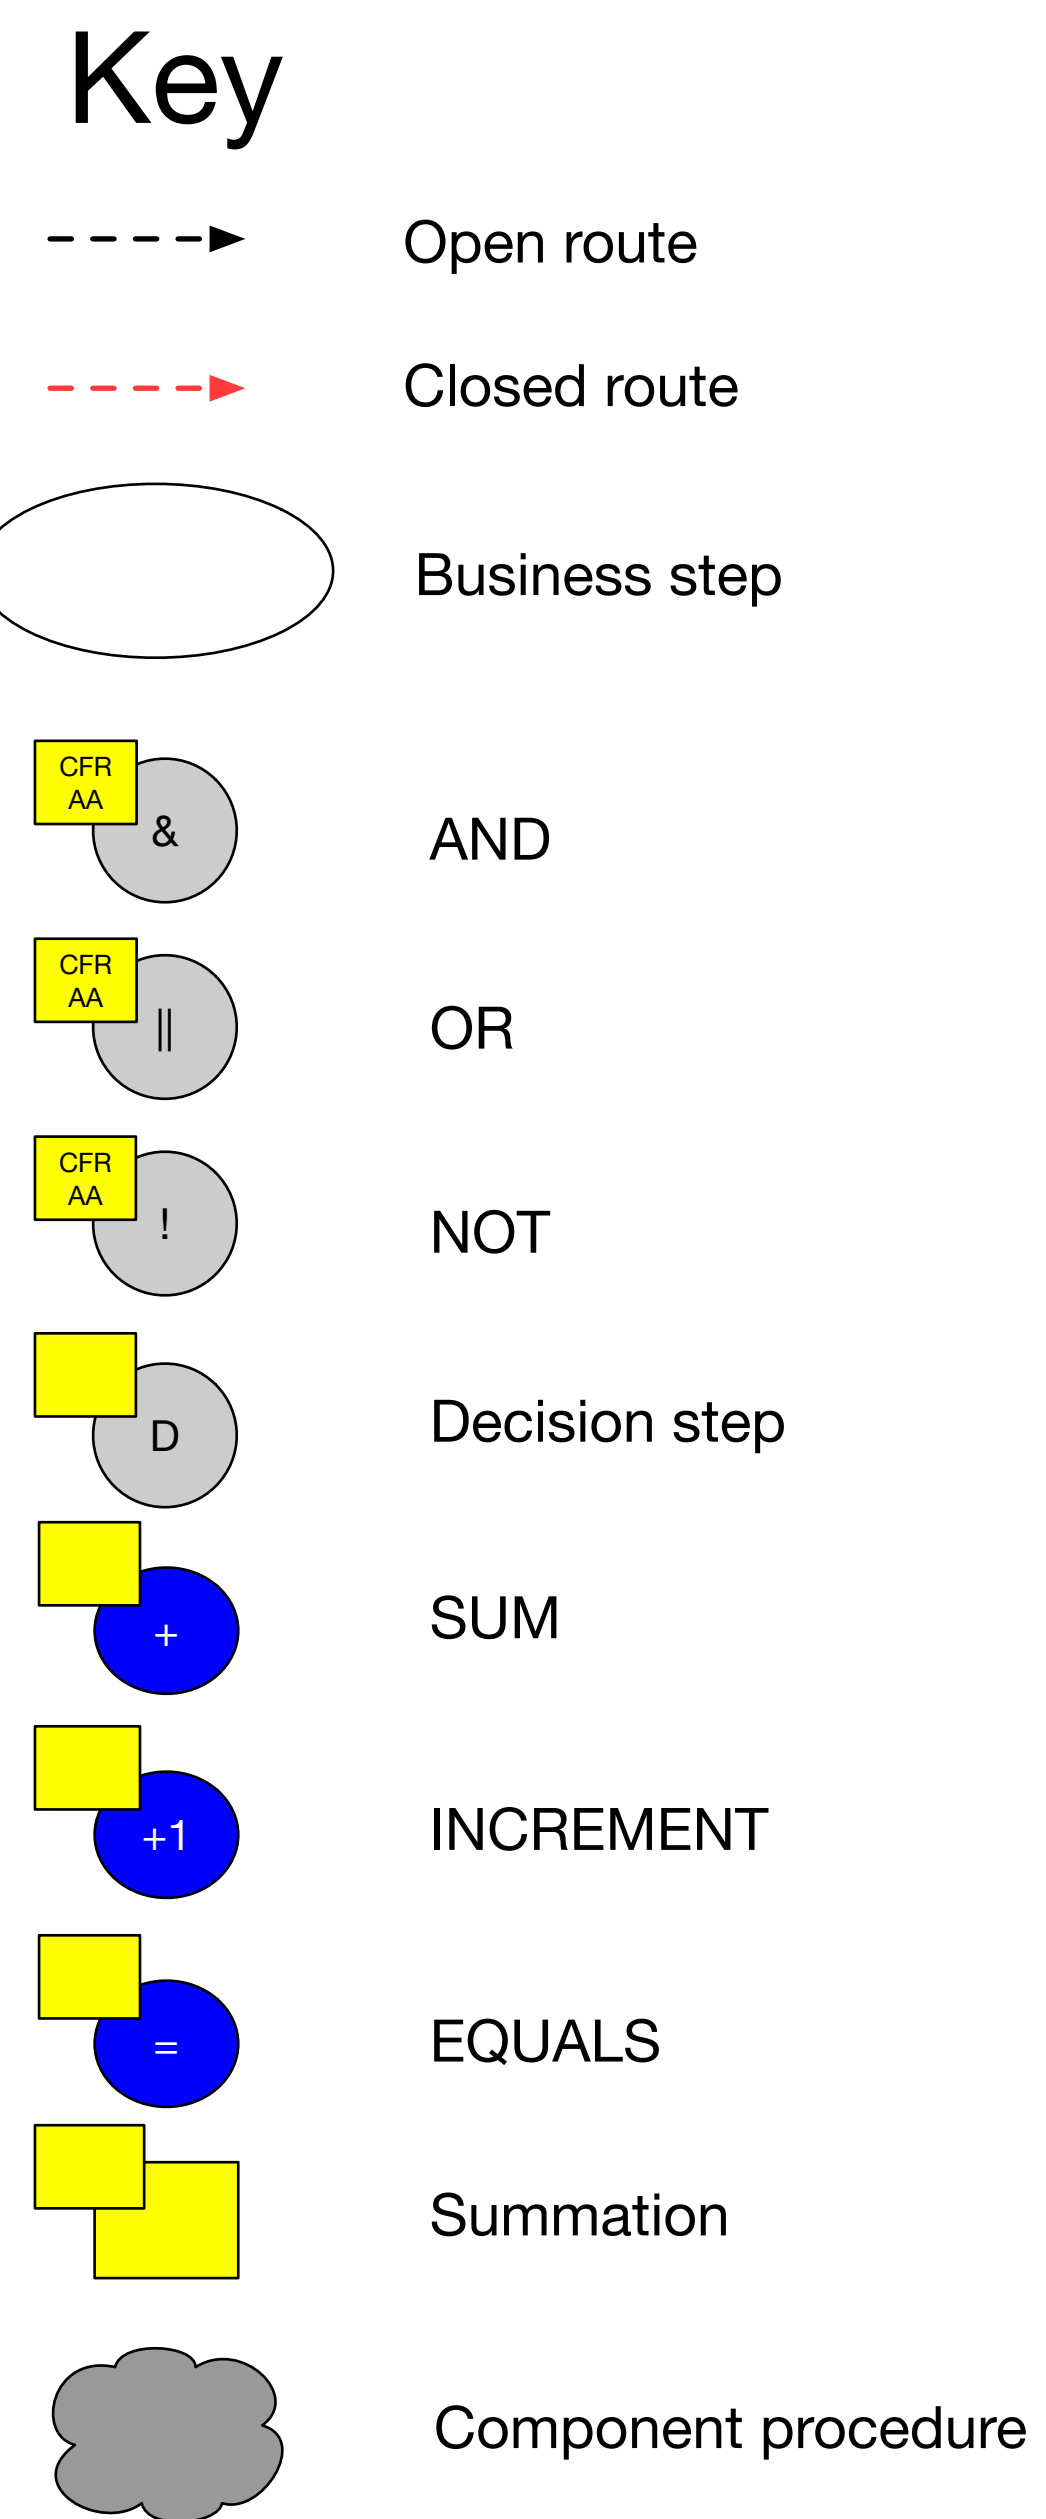 Key
Open route
Closed route
Business step
CFR
AA
&
AND
CFR
AA
||
OR
CFR
AA
!
NOT
D
Decision step
+
SUM
+1
INCREMENT
=
EQUALS
Summation
Component procedure